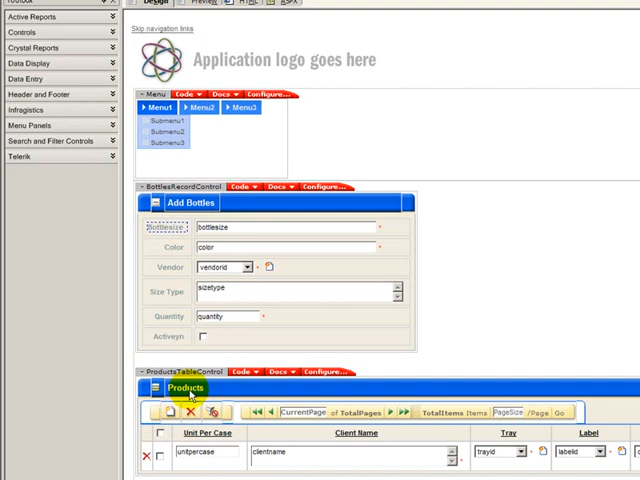 Toolbox
Design Preview HTML ASPX
Active Reports
Controls
Crystal Reports
Data Display
Data Entry
Header and Footer
Infragistics
Menu Panels
Search and Filter Controls
Telerik
Skip navigation links
Application logo goes here
Menu Code Docs Configure...
Menu1 Menu2 Menu3
Submenu1
Submenu2
Submenu3
BottlesRecordControl Code Docs Configure...
Add Bottles
Bottlesize bottlesize *
Color color *
Vendor vendorid *
Size Type sizetype
Quantity quantity *
Activeyn
ProductsTableControl Code Docs Configure...
Products
CurrentPage of TotalPages TotalItems Items PageSize /Page Go
Unit Per Case Client Name Tray Label
unitpercase clientname * trayid * labelid *